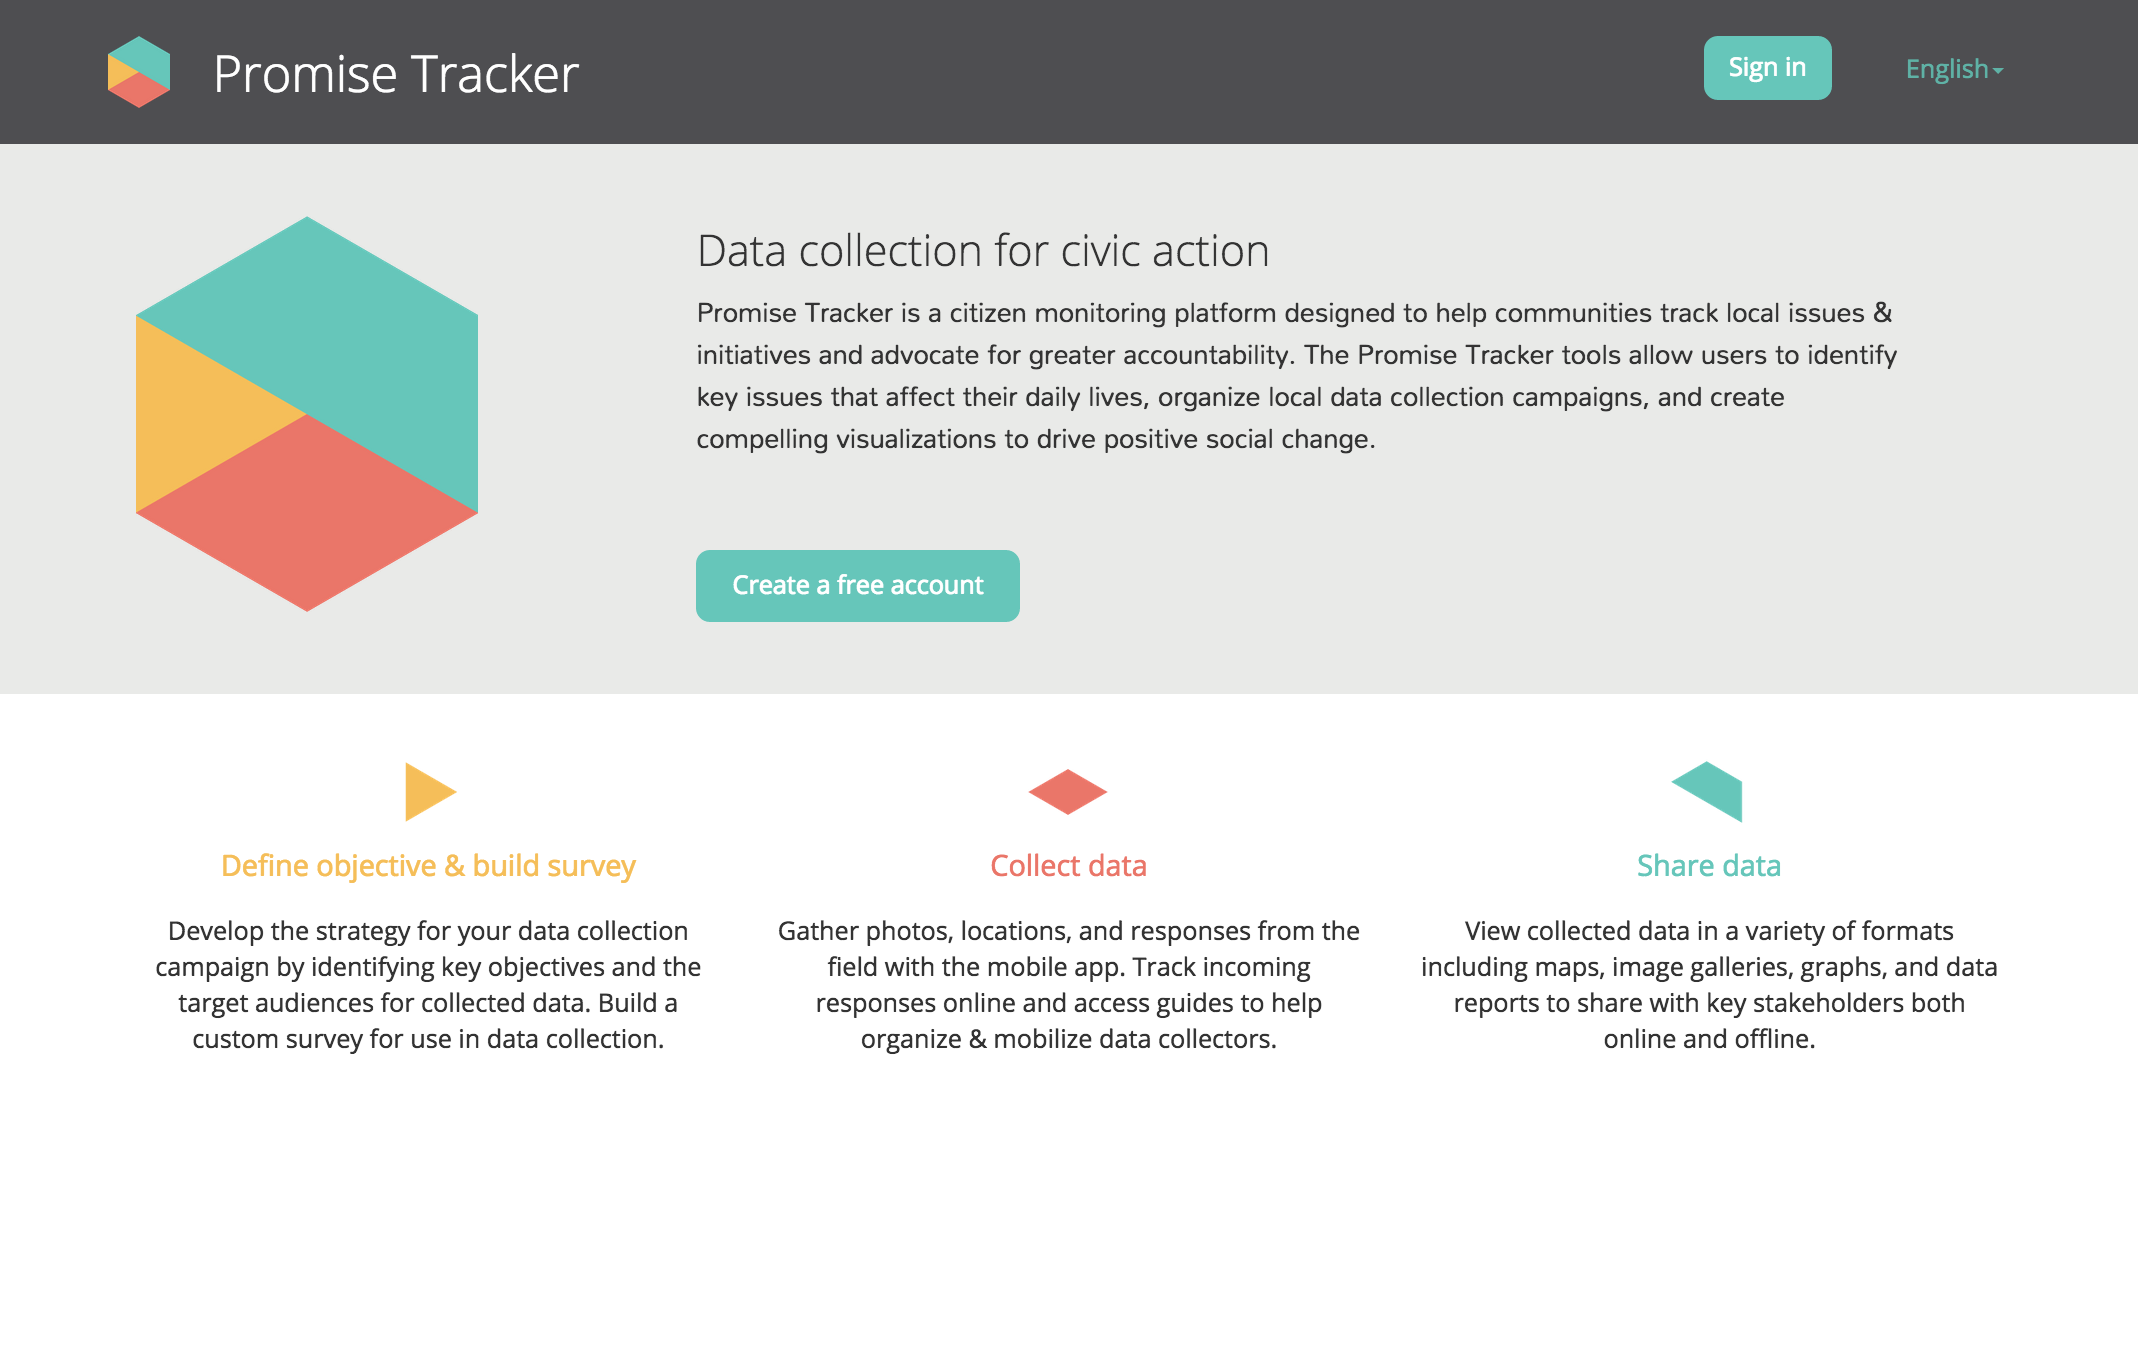 Promise Tracker
Sign in
English
Data collection for civic action
Promise Tracker is a citizen monitoring platform designed to help communities track local issues &
initiatives and advocate for greater accountability. The Promise Tracker tools allow users to identify
key issues that affect their daily lives, organize local data collection campaigns, and create
compelling visualizations to drive positive social change.
Create a free account
Define objective & build survey
Develop the strategy for your data collection
campaign by identifying key objectives and the
target audiences for collected data. Build a
custom survey for use in data collection.
Collect data
Gather photos, locations, and responses from the
field with the mobile app. Track incoming
responses online and access guides to help
organize & mobilize data collectors.
Share data
View collected data in a variety of formats
including maps, image galleries, graphs, and data
reports to share with key stakeholders both
online and offline.